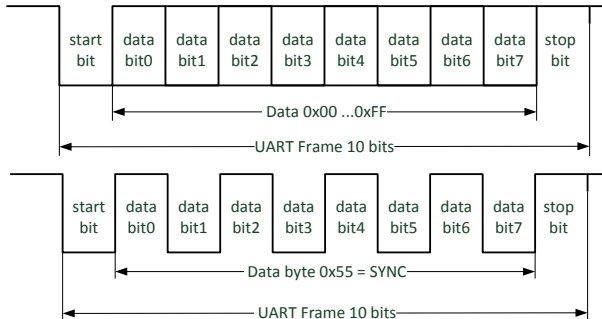 start data data data data data data data data stop
bit bit0 bit1 bit2 bit3 bit4 bit5 bit6 bit7 bit
Data 0x00 ...0xFF
UART Frame 10 bits
start data data data data data data data data stop
bit bit0 bit1 bit2 bit3 bit4 bit5 bit6 bit7 bit
Data byte 0x55 = SYNC
UART Frame 10 bits